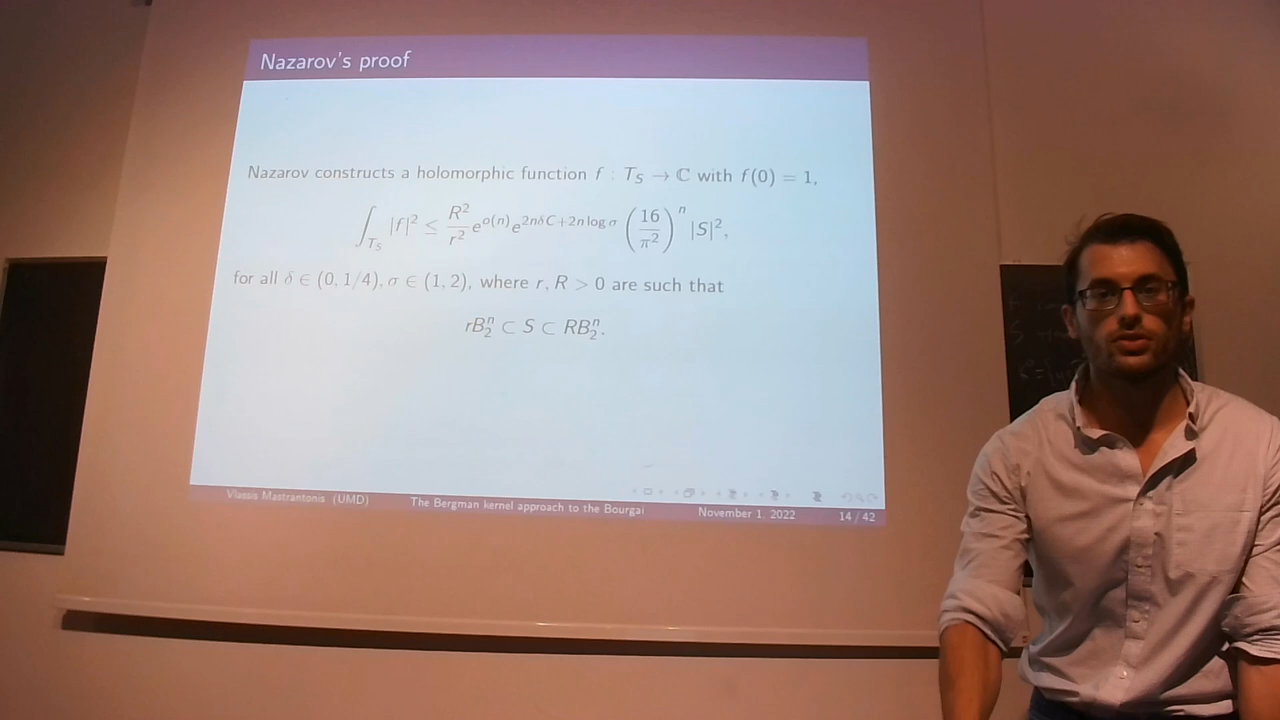 Nazarov's proof
Nazarov constructs a holomorphic function f : T_S → ℂ with f(0) = 1,
∫_{T_S} |f|² ≤ R²/r² e^{o(n)} e^{2nδC+2n log σ} (16/π²)^n |S|²,
for all δ ∈ (0, 1/4), σ ∈ (1, 2), where r, R > 0 are such that
rB₂ⁿ ⊂ S ⊂ RB₂ⁿ.
Vlassis Mastrantonis (UMD) The Bergman kernel approach to the Bourgai November 1, 2022 14 / 42